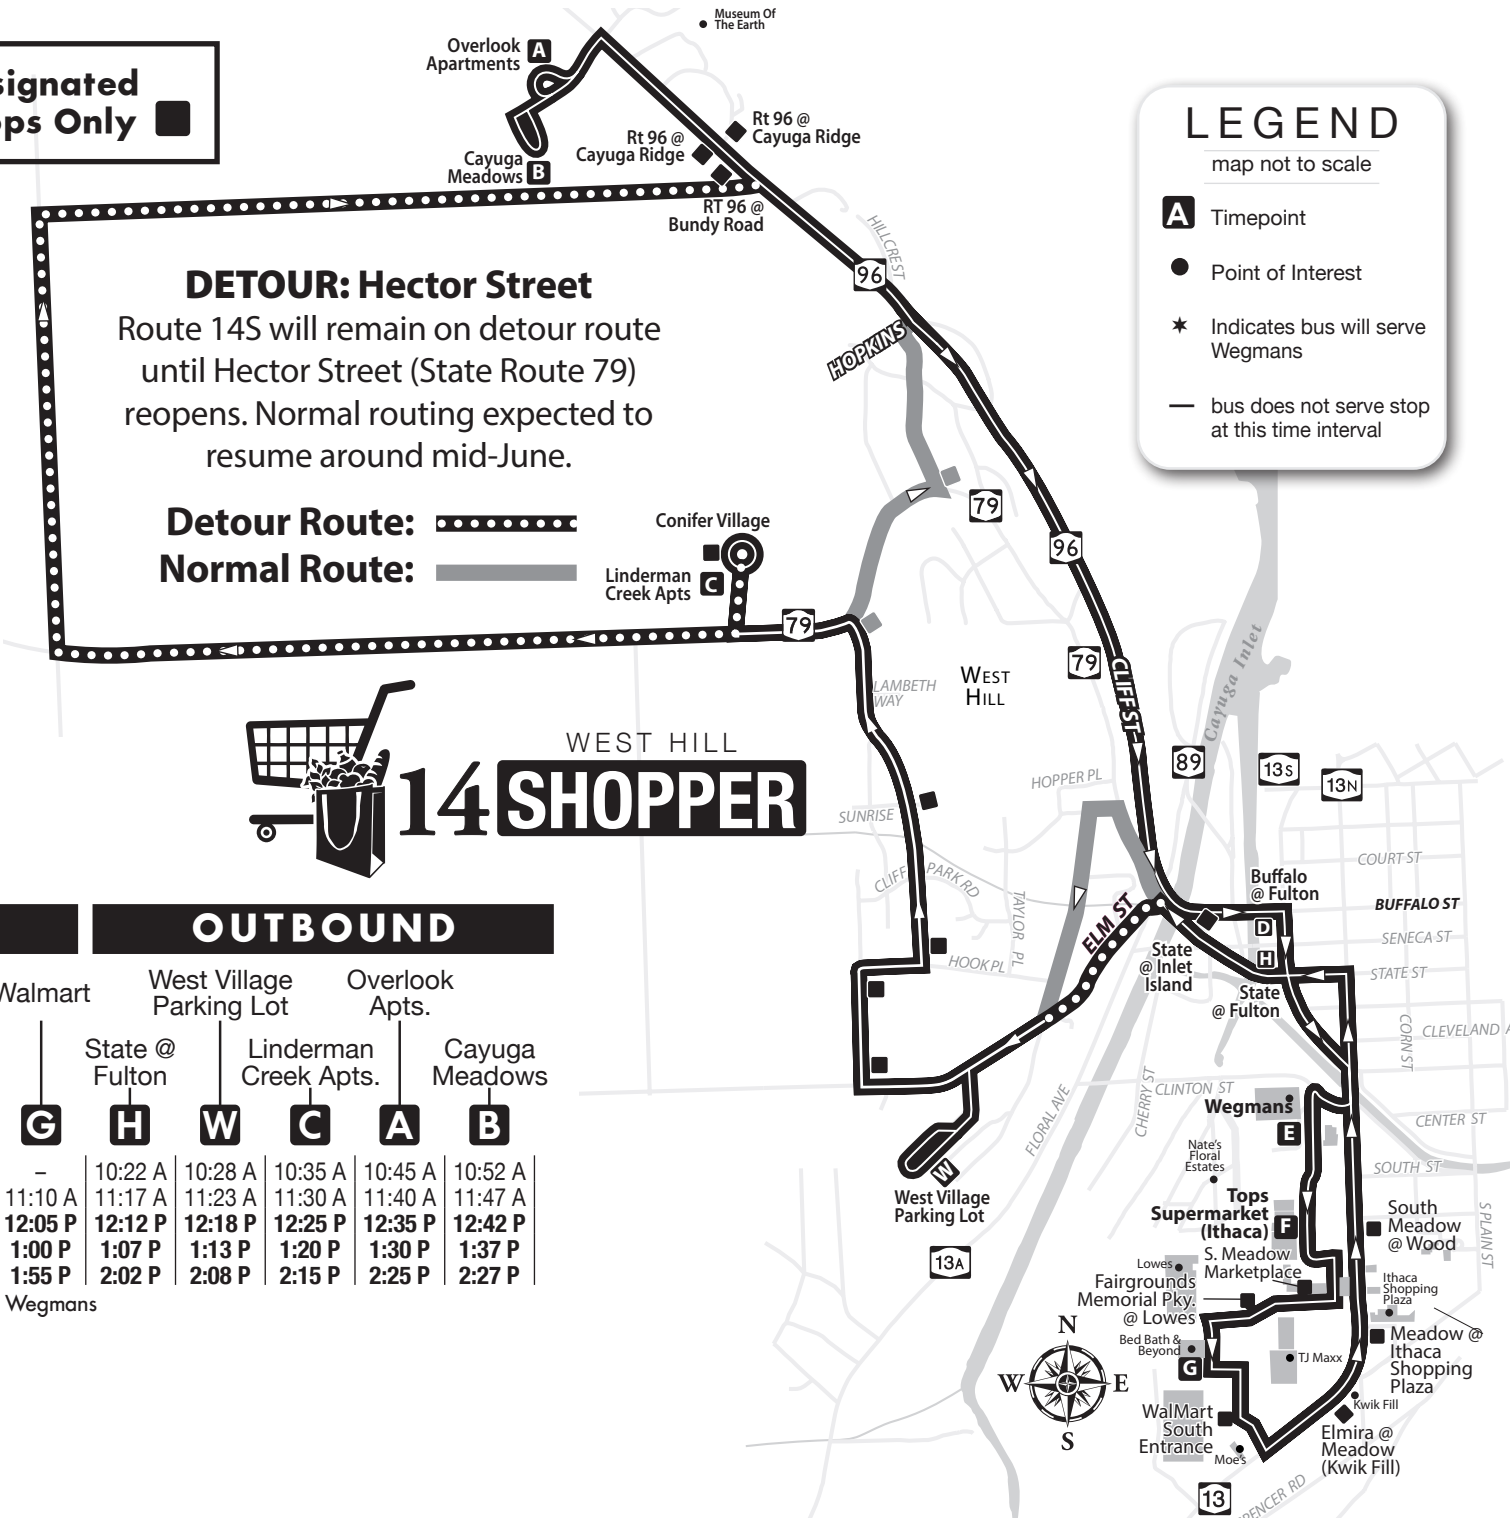 Museum Of
The Earth
signated
ps Only
Overlook
Apartments
A
Rt 96 @
Cayuga Ridge
Rt 96 @
Cayuga Ridge
Cayuga
Meadows
B
RT 96 @
Bundy Road
LEGEND
map not to scale
A Timepoint
Point of Interest
Indicates bus will serve
Wegmans
bus does not serve stop
at this time interval
DETOUR: Hector Street
Route 14S will remain on detour route
until Hector Street (State Route 79)
reopens. Normal routing expected to
resume around mid-June.
Detour Route:
Normal Route:
HILLCREST
96
HOPKINS
79
96
Conifer Village
Linderman
Creek Apts
C
79
79
CLIFF ST
LAMBETH
WAY
WEST
HILL
Cayuga Inlet
89
13S
13N
WEST HILL
14 SHOPPER
HOPPER PL
SUNRISE
CLIFF PARK RD
TAYLOR PL
HOOK PL
ELM ST
COURT ST
Buffalo
@ Fulton
BUFFALO ST
D
SENECA ST
H
STATE ST
State
@ Inlet
Island
State
@ Fulton
CORN ST
CLEVELAND A
CLINTON ST
CHERRY ST
FLORAL AVE
Wegmans
E
CENTER ST
Nate's
Floral
Estates
SOUTH ST
S PLAIN ST
W
West Village
Parking Lot
13A
Tops
Supermarket
(Ithaca)
F
South
Meadow
@ Wood
S. Meadow
Marketplace
Lowes
Fairgrounds
Memorial Pky.
@ Lowes
Ithaca
Shopping
Plaza
Bed Bath &
Beyond
G
TJ Maxx
Meadow @
Ithaca
Shopping
Plaza
Kwik Fill
WalMart
South
Entrance
Moe's
Elmira @
Meadow
(Kwik Fill)
13
PENCER RD
N
W E
S
OUTBOUND
Walmart
West Village
Parking Lot
Overlook
Apts.
State @
Fulton
Linderman
Creek Apts.
Cayuga
Meadows
G H W C A B
– 10:22 A 10:28 A 10:35 A 10:45 A 10:52 A
11:10 A 11:17 A 11:23 A 11:30 A 11:40 A 11:47 A
12:05 P 12:12 P 12:18 P 12:25 P 12:35 P 12:42 P
1:00 P 1:07 P 1:13 P 1:20 P 1:30 P 1:37 P
1:55 P 2:02 P 2:08 P 2:15 P 2:25 P 2:27 P
Wegmans